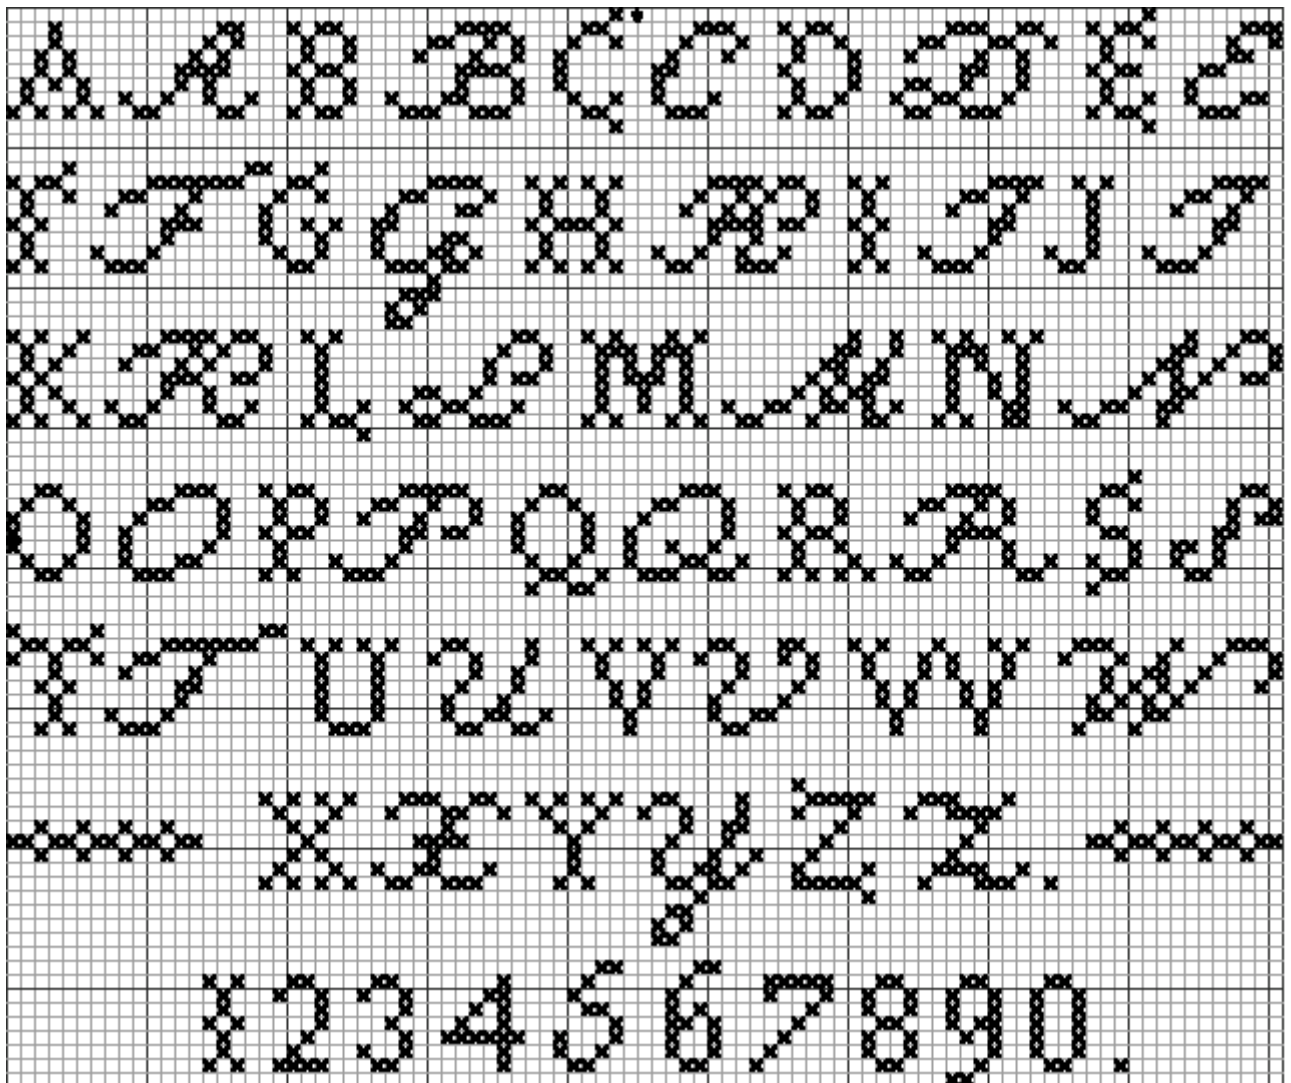 A A B B C C D D E E
F F G G H H I I J J
K K L L M M N N
O O P P Q Q R R S S
T T U U V V W W
X X Y Y Z Z .
1 2 3 4 5 6 7 8 9 0 .